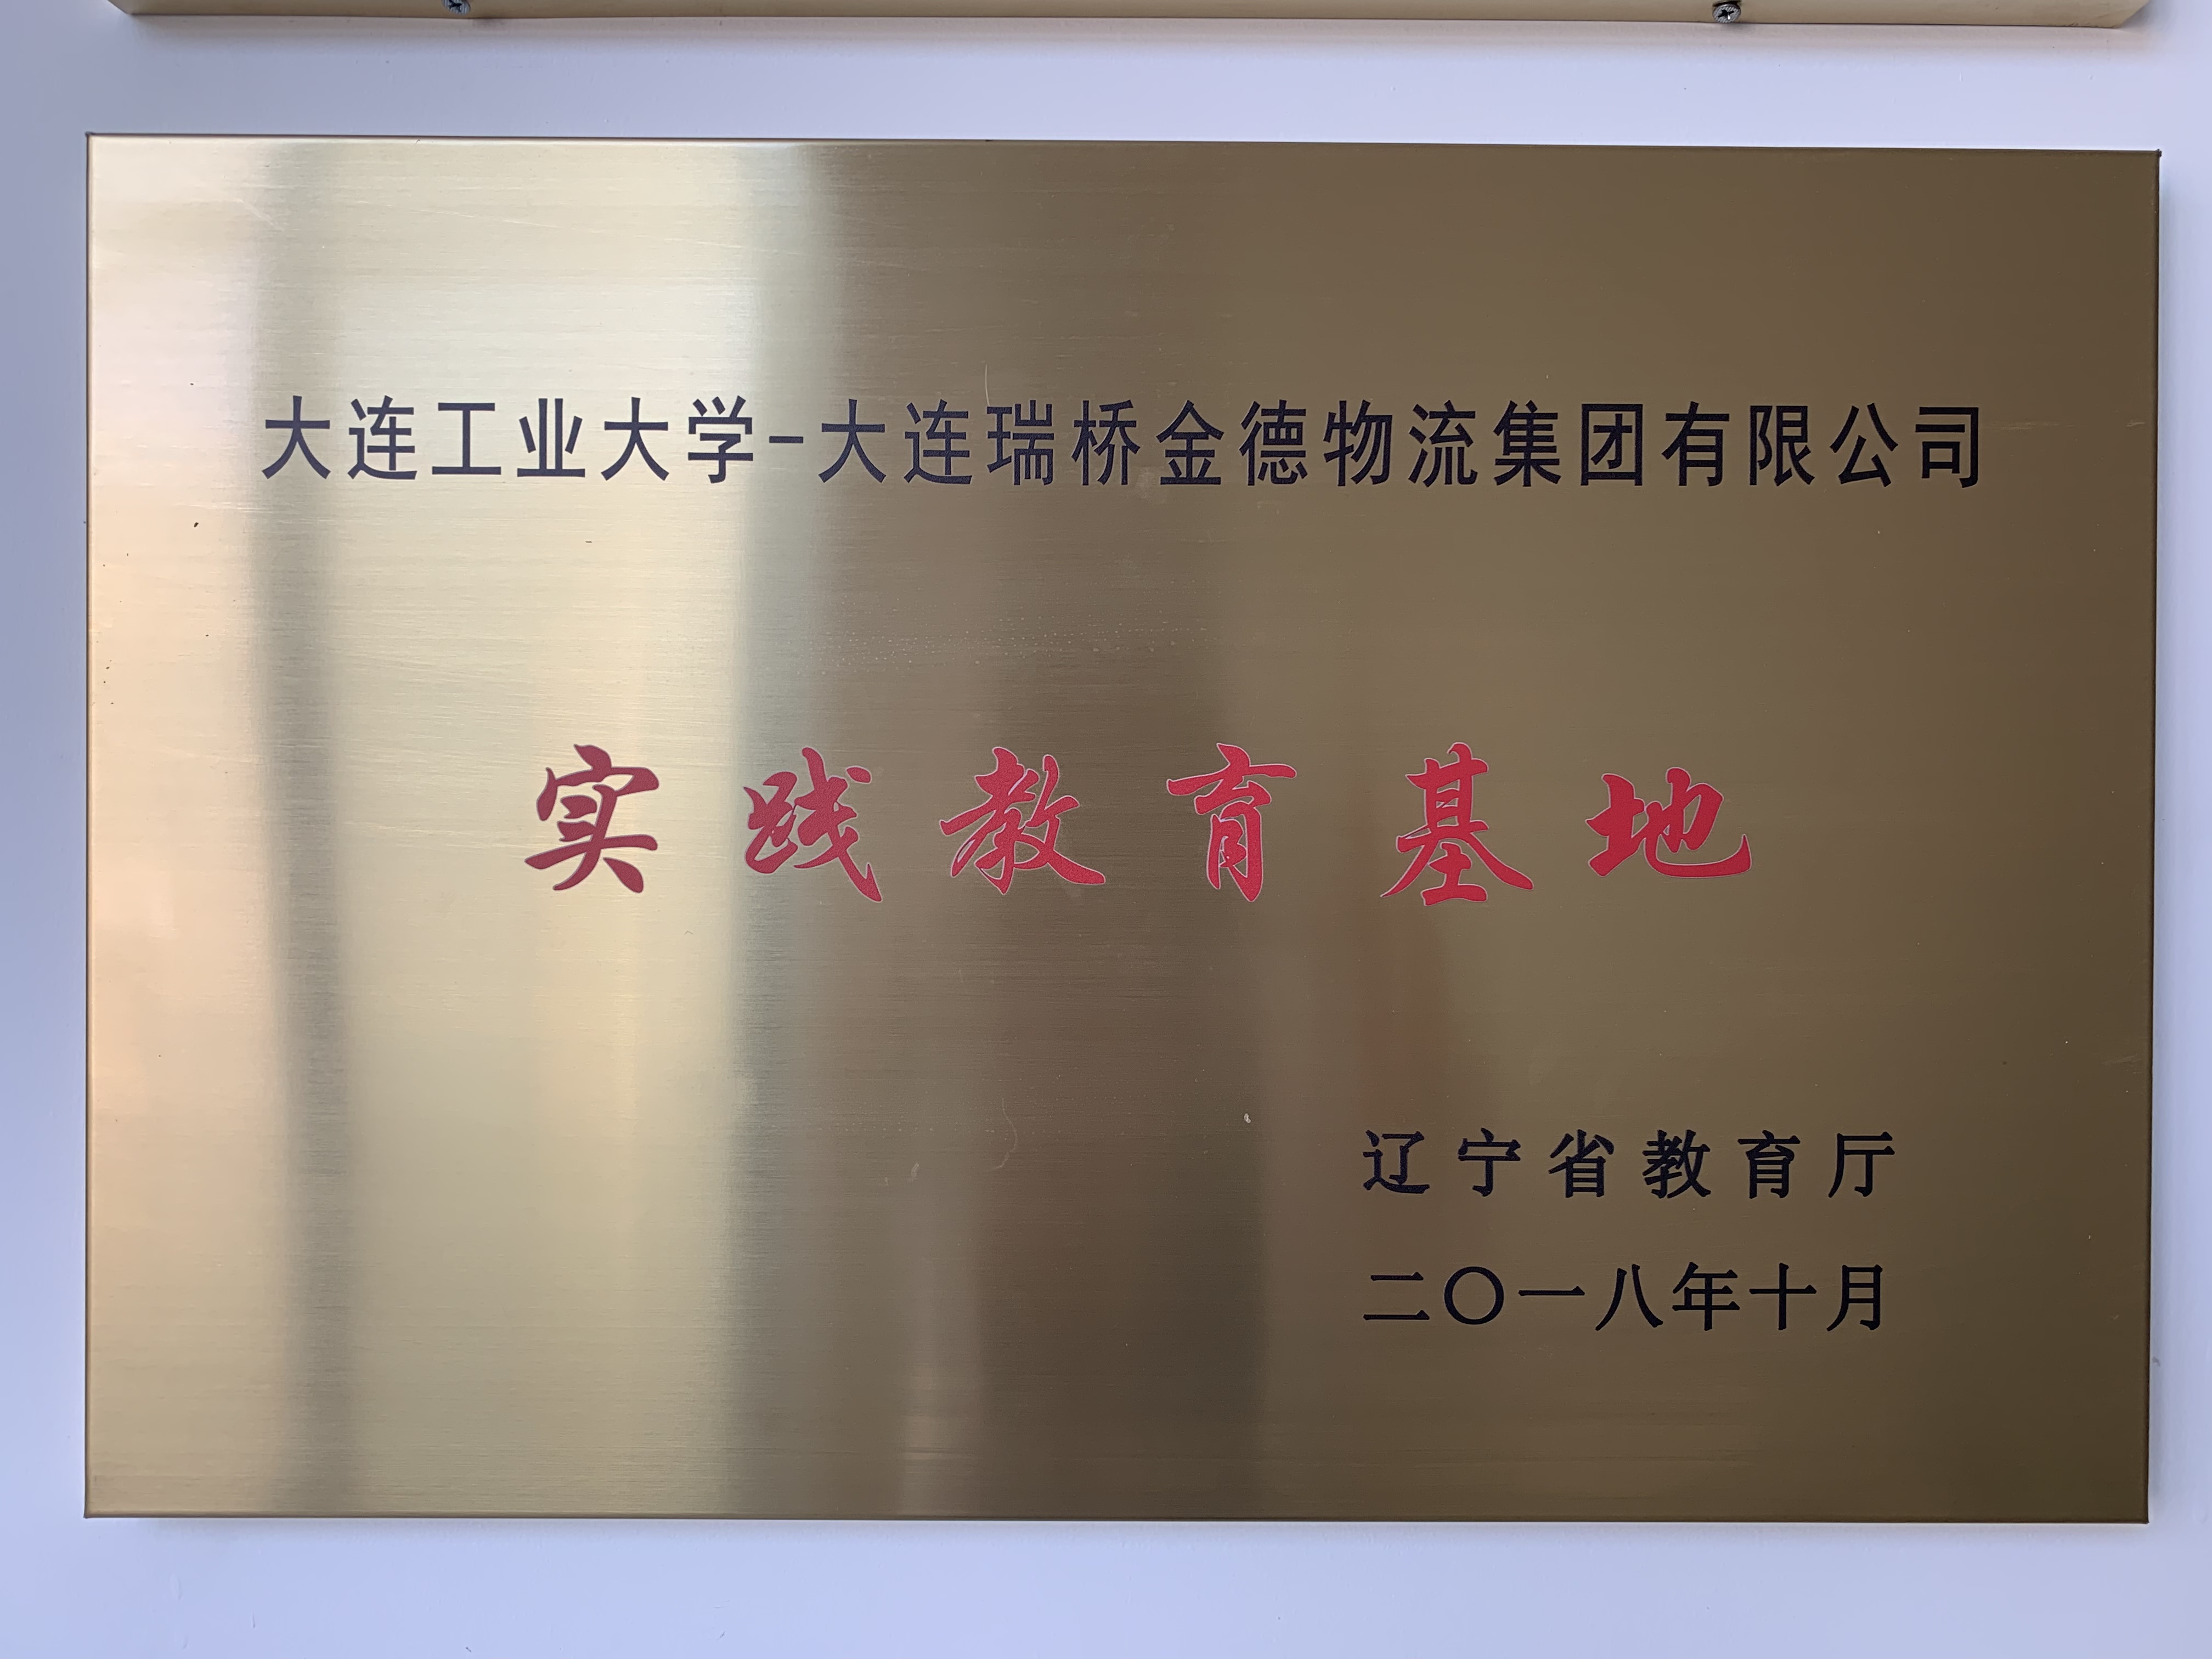 大连工业大学-大连瑞桥金德物流集团有限公司
实践教育基地
辽宁省教育厅
二〇一八年十月